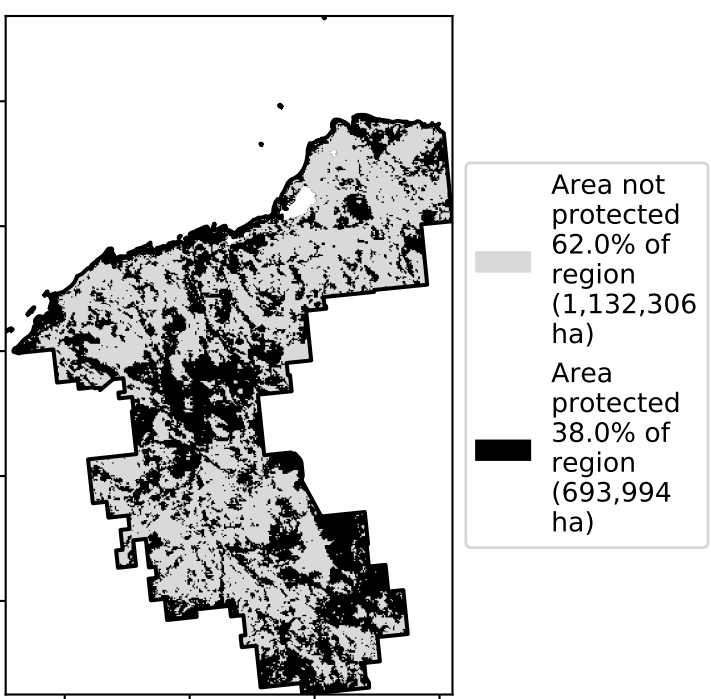 Area not
protected
62.0% of
region
(1,132,306
ha)
Area
protected
38.0% of
region
(693,994
ha)